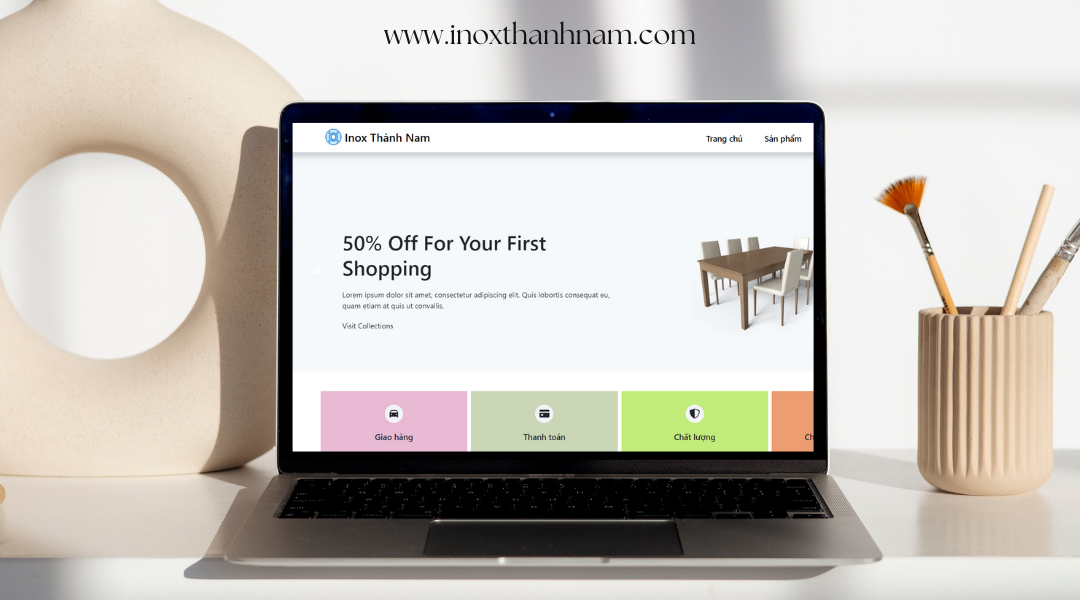 www.inoxthanhnam.com
Inox Thành Nam
Trang chủ
Sản phẩm
50% Off For Your First
Shopping
Lorem ipsum dolor sit amet, consectetur adipiscing elit. Quis lobortis consequat eu,
quam etiam at quis ut convallis.
Visit Collections
Giao hàng
Thanh toán
Chất lượng